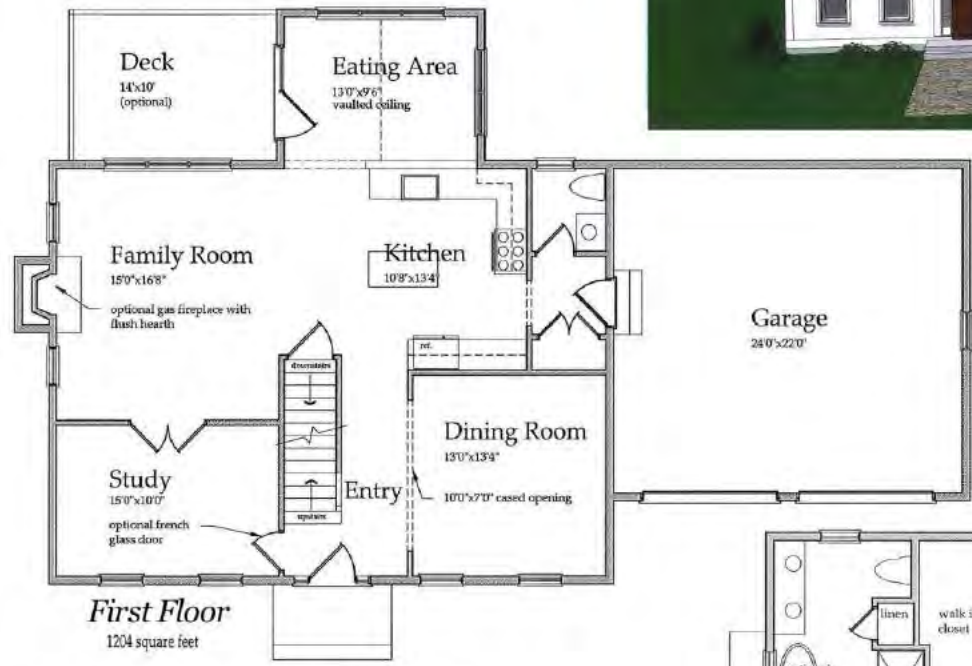 Deck
14'x10'
(optional)
Eating Area
13'0"x9'6"
vaulted ceiling
Family Room
15'0"x16'8"
optional gas fireplace with
flush hearth
Kitchen
10'8"x13'4"
ref.
Garage
24'0"x22'0"
downstairs
Dining Room
13'0"x13'4"
10'0"x7'0" cased opening
Study
15'0"x10'0"
optional french
glass door
Entry
upstairs
First Floor
1204 square feet
linen
walk
closet